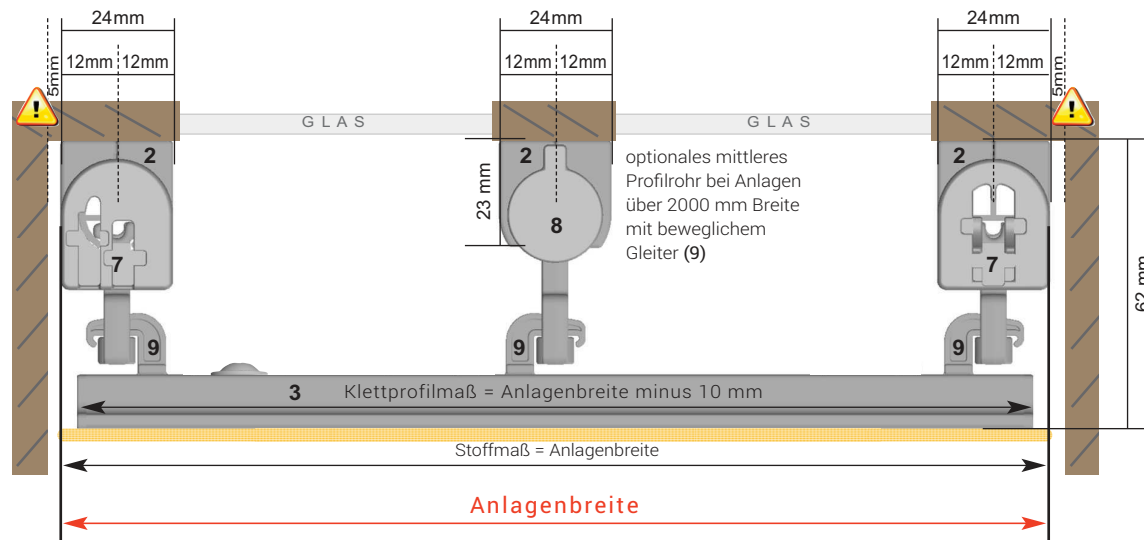 24mm
24mm
24mm
12mm 12mm
12mm 12mm
12mm 12mm
5mm
5mm
!
!
GLAS
GLAS
2
2
2
optionales mittleres
Profilrohr bei Anlagen
über 2000 mm Breite
mit beweglichem
Gleiter (9)
23 mm
62 mm
7
8
7
9
9
9
3 Klettprofilmaß = Anlagenbreite minus 10 mm
Stoffmaß = Anlagenbreite
Anlagenbreite